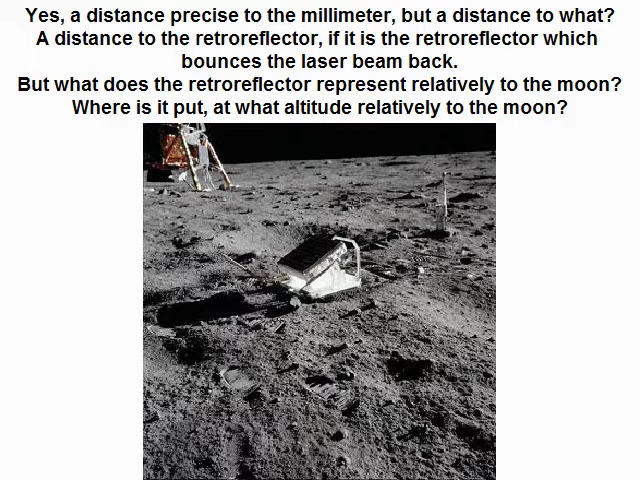 Yes, a distance precise to the millimeter, but a distance to what?
A distance to the retroreflector, if it is the retroreflector which
bounces the laser beam back.
But what does the retroreflector represent relatively to the moon?
Where is it put, at what altitude relatively to the moon?